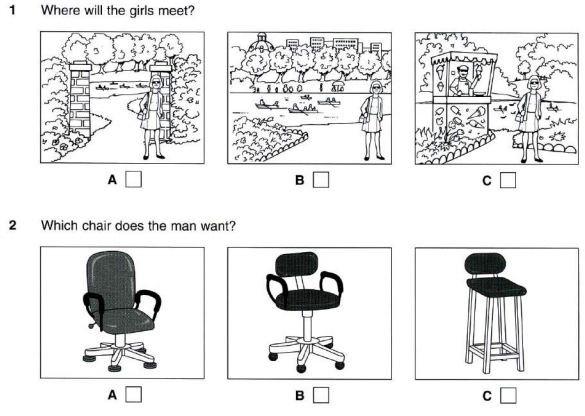 1 Where will the girls meet?
A B C
2 Which chair does the man want?
A B C